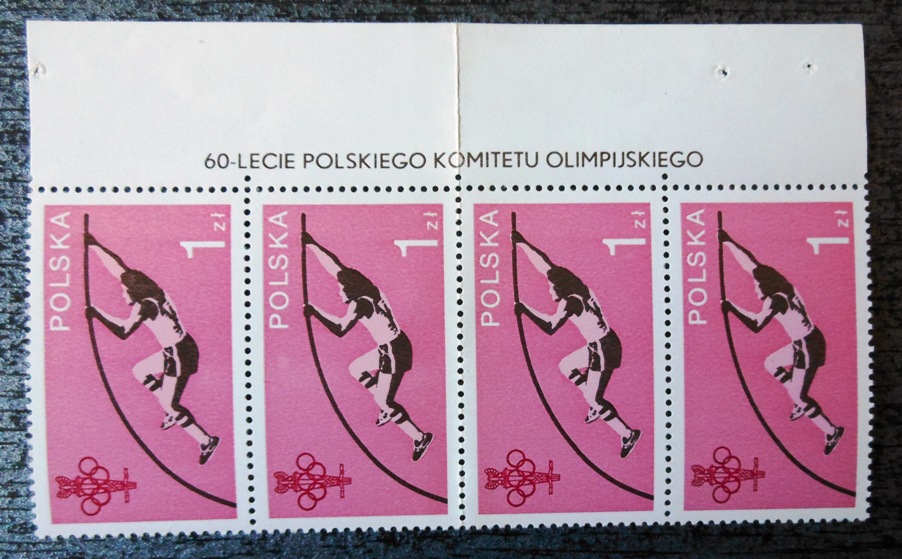 60-LECIE POLSKIEGO KOMITETU OLIMPIJSKIEGO
POLSKA
1 zł
POLSKA
1 zł
POLSKA
1 zł
POLSKA
1 zł